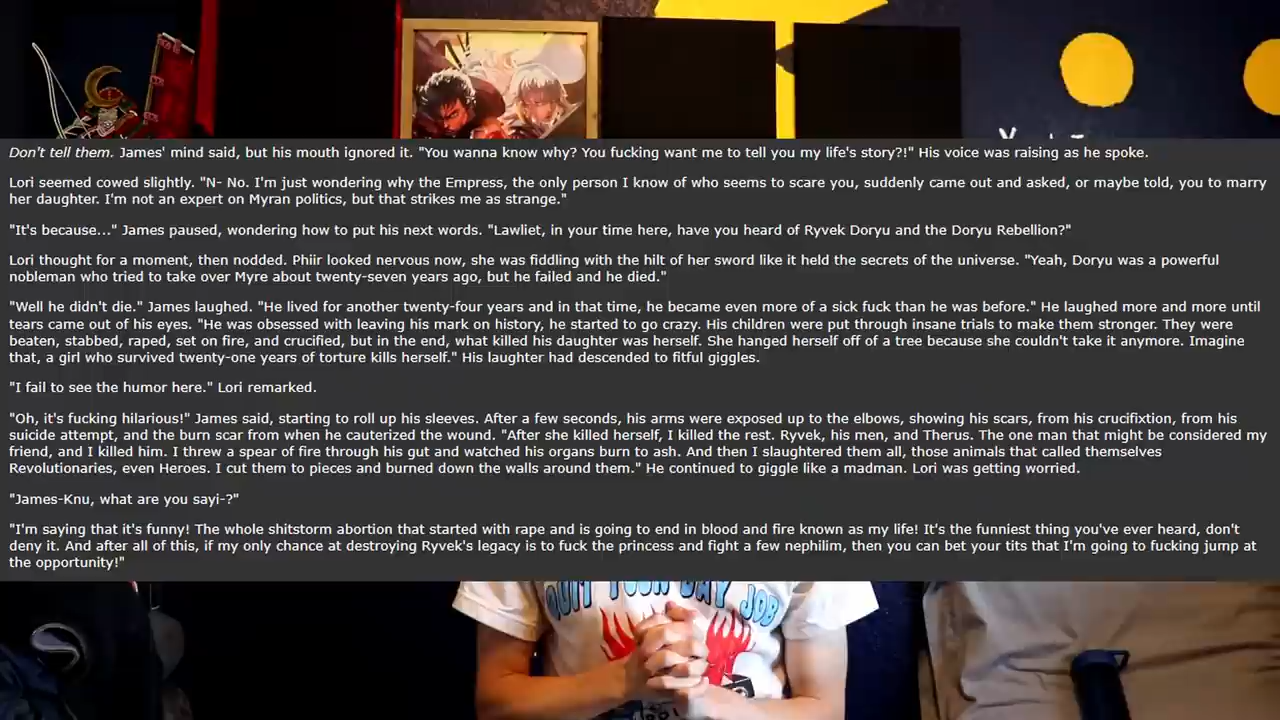 Don't tell them. James' mind said, but his mouth ignored it. "You wanna know why? You fucking want me to tell you my life's story?!" His voice was raising as he spoke.
Lori seemed cowed slightly. "N- No. I'm just wondering why the Empress, the only person I know of who seems to scare you, suddenly came out and asked, or maybe told, you to marry
her daughter. I'm not an expert on Myran politics, but that strikes me as strange."
"It's because..." James paused, wondering how to put his next words. "Lawliet, in your time here, have you heard of Ryvek Doryu and the Doryu Rebellion?"
Lori thought for a moment, then nodded. Phiir looked nervous now, she was fiddling with the hilt of her sword like it held the secrets of the universe. "Yeah, Doryu was a powerful
nobleman who tried to take over Myre about twenty-seven years ago, but he failed and he died."
"Well he didn't die." James laughed. "He lived for another twenty-four years and in that time, he became even more of a sick fuck than he was before." He laughed more and more until
tears came out of his eyes. "He was obsessed with leaving his mark on history, he started to go crazy. His children were put through insane trials to make them stronger. They were
beaten, stabbed, raped, set on fire, and crucified, but in the end, what killed his daughter was herself. She hanged herself off of a tree because she couldn't take it anymore. Imagine
that, a girl who survived twenty-one years of torture kills herself." His laughter had descended to fitful giggles.
"I fail to see the humor here." Lori remarked.
"Oh, it's fucking hilarious!" James said, starting to roll up his sleeves. After a few seconds, his arms were exposed up to the elbows, showing his scars, from his crucifixtion, from his
suicide attempt, and the burn scar from when he cauterized the wound. "After she killed herself, I killed the rest. Ryvek, his men, and Therus. The one man that might be considered my
friend, and I killed him. I threw a spear of fire through his gut and watched his organs burn to ash. And then I slaughtered them all, those animals that called themselves
Revolutionaries, even Heroes. I cut them to pieces and burned down the walls around them." He continued to giggle like a madman. Lori was getting worried.
"James-Knu, what are you sayi-?"
"I'm saying that it's funny! The whole shitstorm abortion that started with rape and is going to end in blood and fire known as my life! It's the funniest thing you've ever heard, don't
deny it. And after all of this, if my only chance at destroying Ryvek's legacy is to fuck the princess and fight a few nephilim, then you can bet your tits that I'm going to fucking jump at
the opportunity!"
QUIT YOUR DAY JOB